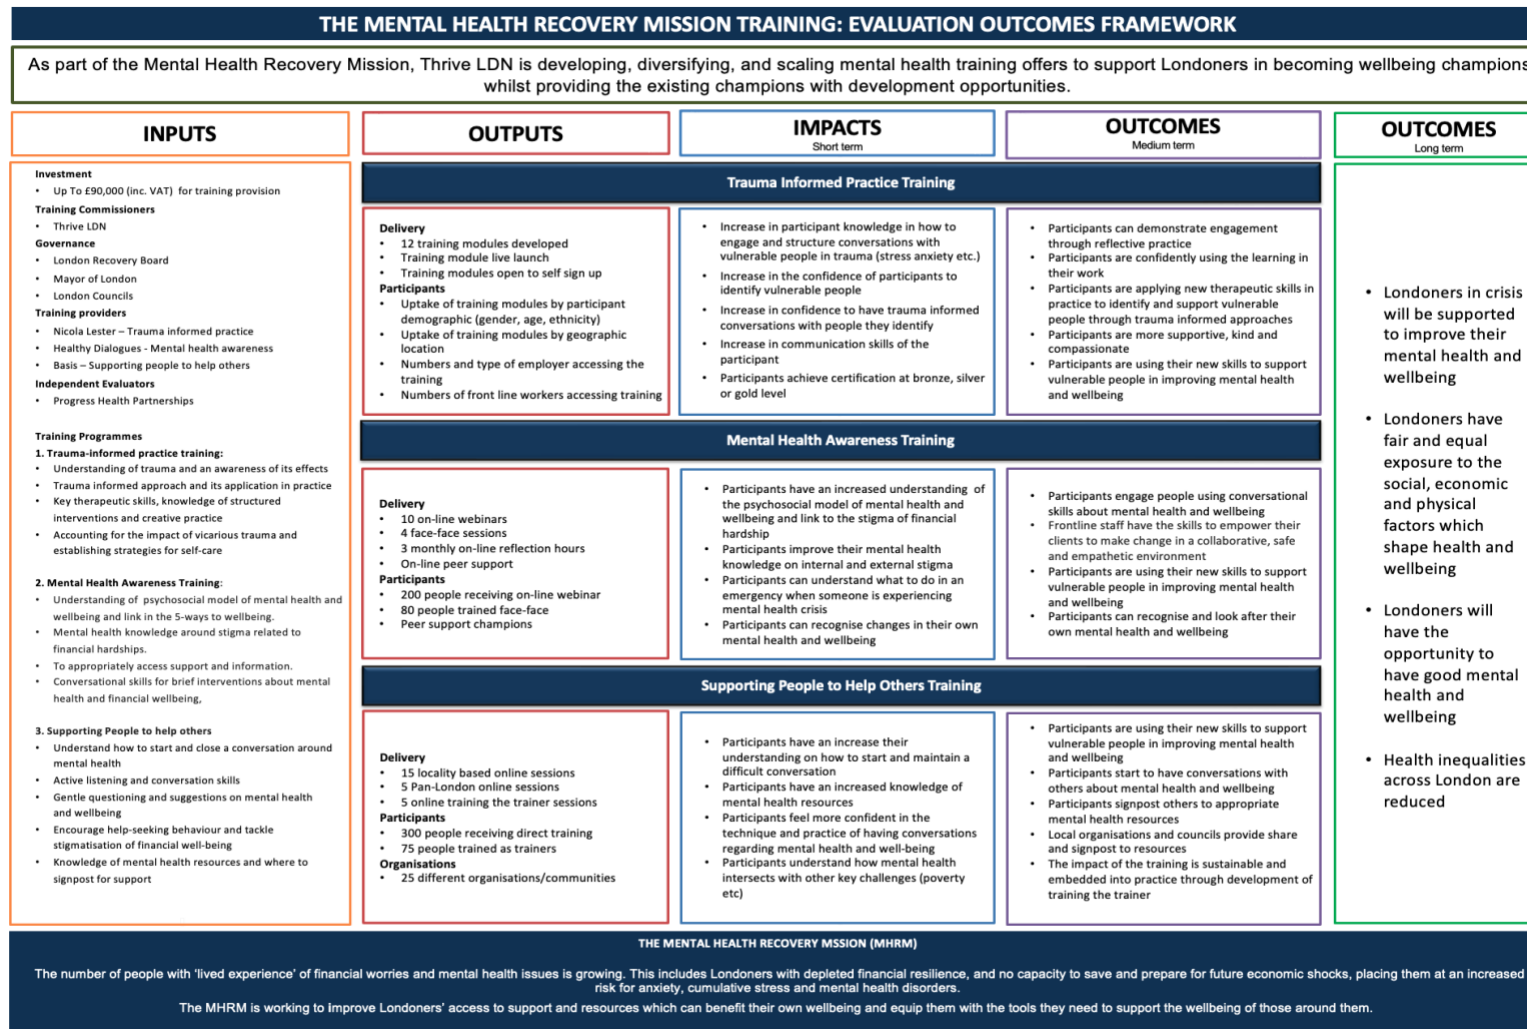 THE MENTAL HEALTH RECOVERY MISSION TRAINING: EVALUATION OUTCOMES FRAMEWORK
As part of the Mental Health Recovery Mission, Thrive LDN is developing, diversifying, and scaling mental health training offers to support Londoners in becoming wellbeing champions
whilst providing the existing champions with development opportunities.
INPUTS
Investment
• Up To £90,000 (inc. VAT) for training provision
Training Commissioners
• Thrive LDN
Governance
• London Recovery Board
• Mayor of London
• London Councils
Training providers
• Nicola Lester – Trauma informed practice
• Healthy Dialogues - Mental health awareness
• Basis – Supporting people to help others
Independent Evaluators
• Progress Health Partnerships
Training Programmes
1. Trauma-informed practice training:
• Understanding of trauma and an awareness of its effects
• Trauma informed approach and its application in practice
• Key therapeutic skills, knowledge of structured
interventions and creative practice
• Accounting for the impact of vicarious trauma and
establishing strategies for self-care
2. Mental Health Awareness Training:
• Understanding of psychosocial model of mental health and
wellbeing and link in the 5-ways to wellbeing.
• Mental health knowledge around stigma related to
financial hardships.
• To appropriately access support and information.
• Conversational skills for brief interventions about mental
health and financial wellbeing,
3. Supporting People to help others
• Understand how to start and close a conversation around
mental health
• Active listening and conversation skills
• Gentle questioning and suggestions on mental health
and wellbeing
• Encourage help-seeking behaviour and tackle
stigmatisation of financial well-being
• Knowledge of mental health resources and where to
signpost for support
OUTPUTS
IMPACTS
Short term
OUTCOMES
Medium term
OUTCOMES
Long term
Trauma Informed Practice Training
Delivery
• 12 training modules developed
• Training module live launch
• Training modules open to self sign up
Participants
• Uptake of training modules by participant
demographic (gender, age, ethnicity)
• Uptake of training modules by geographic
location
• Numbers and type of employer accessing the
training
• Numbers of front line workers accessing training
• Increase in participant knowledge in how to
engage and structure conversations with
vulnerable people in trauma (stress anxiety etc.)
• Increase in the confidence of participants to
identify vulnerable people
• Increase in confidence to have trauma informed
conversations with people they identify
• Increase in communication skills of the
participant
• Participants achieve certification at bronze, silver
or gold level
• Participants can demonstrate engagement
through reflective practice
• Participants are confidently using the learning in
their work
• Participants are applying new therapeutic skills in
practice to identify and support vulnerable
people through trauma informed approaches
• Participants are more supportive, kind and
compassionate
• Participants are using their new skills to support
vulnerable people in improving mental health
and wellbeing
Mental Health Awareness Training
Delivery
• 10 on-line webinars
• 4 face-face sessions
• 3 monthly on-line reflection hours
• On-line peer support
Participants
• 200 people receiving on-line webinar
• 80 people trained face-face
• Peer support champions
• Participants have an increased understanding of
the psychosocial model of mental health and
wellbeing and link to the stigma of financial
hardship
• Participants improve their mental health
knowledge on internal and external stigma
• Participants can understand what to do in an
emergency when someone is experiencing
mental health crisis
• Participants can recognise changes in their own
mental health and wellbeing
• Participants engage people using conversational
skills about mental health and wellbeing
• Frontline staff have the skills to empower their
clients to make change in a collaborative, safe
and empathetic environment
• Participants are using their new skills to support
vulnerable people in improving mental health
and wellbeing
• Participants can recognise and look after their
own mental health and wellbeing
Supporting People to Help Others Training
Delivery
• 15 locality based online sessions
• 5 Pan-London online sessions
• 5 online training the trainer sessions
Participants
• 300 people receiving direct training
• 75 people trained as trainers
Organisations
• 25 different organisations/communities
• Participants have an increase their
understanding on how to start and maintain a
difficult conversation
• Participants have an increased knowledge of
mental health resources
• Participants feel more confident in the
technique and practice of having conversations
regarding mental health and well-being
• Participants understand how mental health
intersects with other key challenges (poverty
etc)
• Participants are using their new skills to support
vulnerable people in improving mental health
and wellbeing
• Participants start to have conversations with
others about mental health and wellbeing
• Participants signpost others to appropriate
mental health resources
• Local organisations and councils provide share
and signpost to resources
• The impact of the training is sustainable and
embedded into practice through development of
training the trainer
• Londoners in crisis
will be supported
to improve their
mental health and
wellbeing
• Londoners have
fair and equal
exposure to the
social, economic
and physical
factors which
shape health and
wellbeing
• Londoners will
have the
opportunity to
have good mental
health and
wellbeing
• Health inequalities
across London are
reduced
THE MENTAL HEALTH RECOVERY MSSION (MHRM)
The number of people with 'lived experience' of financial worries and mental health issues is growing. This includes Londoners with depleted financial resilience, and no capacity to save and prepare for future economic shocks, placing them at an increased
risk for anxiety, cumulative stress and mental health disorders.
The MHRM is working to improve Londoners' access to support and resources which can benefit their own wellbeing and equip them with the tools they need to support the wellbeing of those around them.